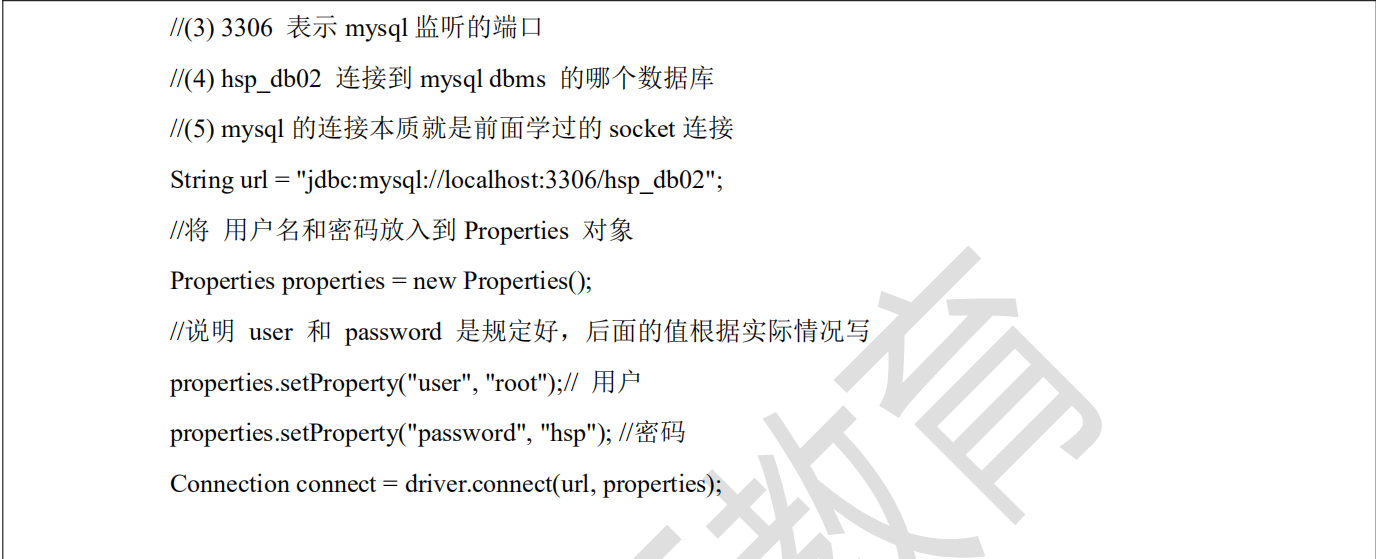 //(3) 3306 表示 mysql 监听的端口
//(4) hsp_db02 连接到 mysql dbms 的哪个数据库
//(5) mysql 的连接本质就是前面学过的 socket 连接
String url = "jdbc:mysql://localhost:3306/hsp_db02";
//将 用户名和密码放入到 Properties 对象
Properties properties = new Properties();
//说明 user 和 password 是规定好，后面的值根据实际情况写
properties.setProperty("user", "root");// 用户
properties.setProperty("password", "hsp"); //密码
Connection connect = driver.connect(url, properties);
教育